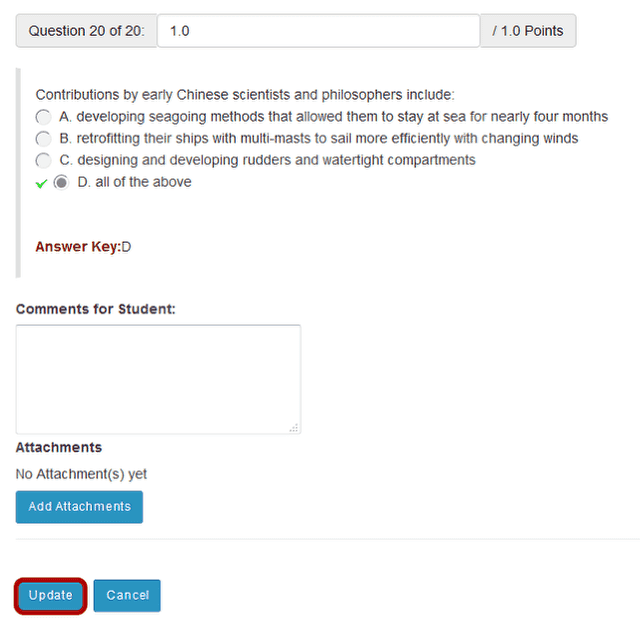 Question 20 of 20: 1.0 / 1.0 Points
Contributions by early Chinese scientists and philosophers include:
A. developing seagoing methods that allowed them to stay at sea for nearly four months
B. retrofitting their ships with multi-masts to sail more efficiently with changing winds
C. designing and developing rudders and watertight compartments
D. all of the above
Answer Key:D
Comments for Student:
Attachments
No Attachment(s) yet
Add Attachments
Update Cancel